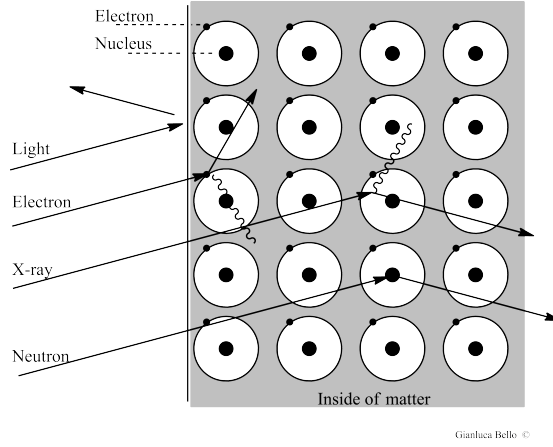 Electron
Nucleus
Light
Electron
X-ray
Neutron
Inside of matter
Gianluca Bello ©